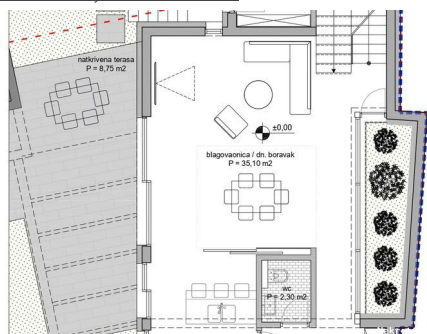 natkrivena terasa
P = 8,75 m2
±0,00
blagovaonica / dn. boravak
P = 35,10 m2
wc
P = 2,30 m2